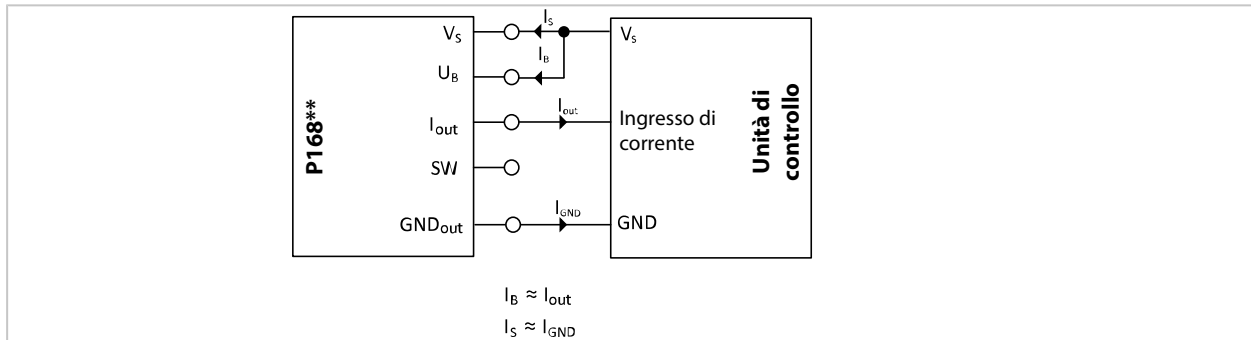 P168**
V_S
U_B
I_out
SW
GND_out
I_S
I_B
I_out
I_GND
V_s
Ingresso di
corrente
GND
Unità di
controllo
I_B ≈ I_out
I_S ≈ I_GND